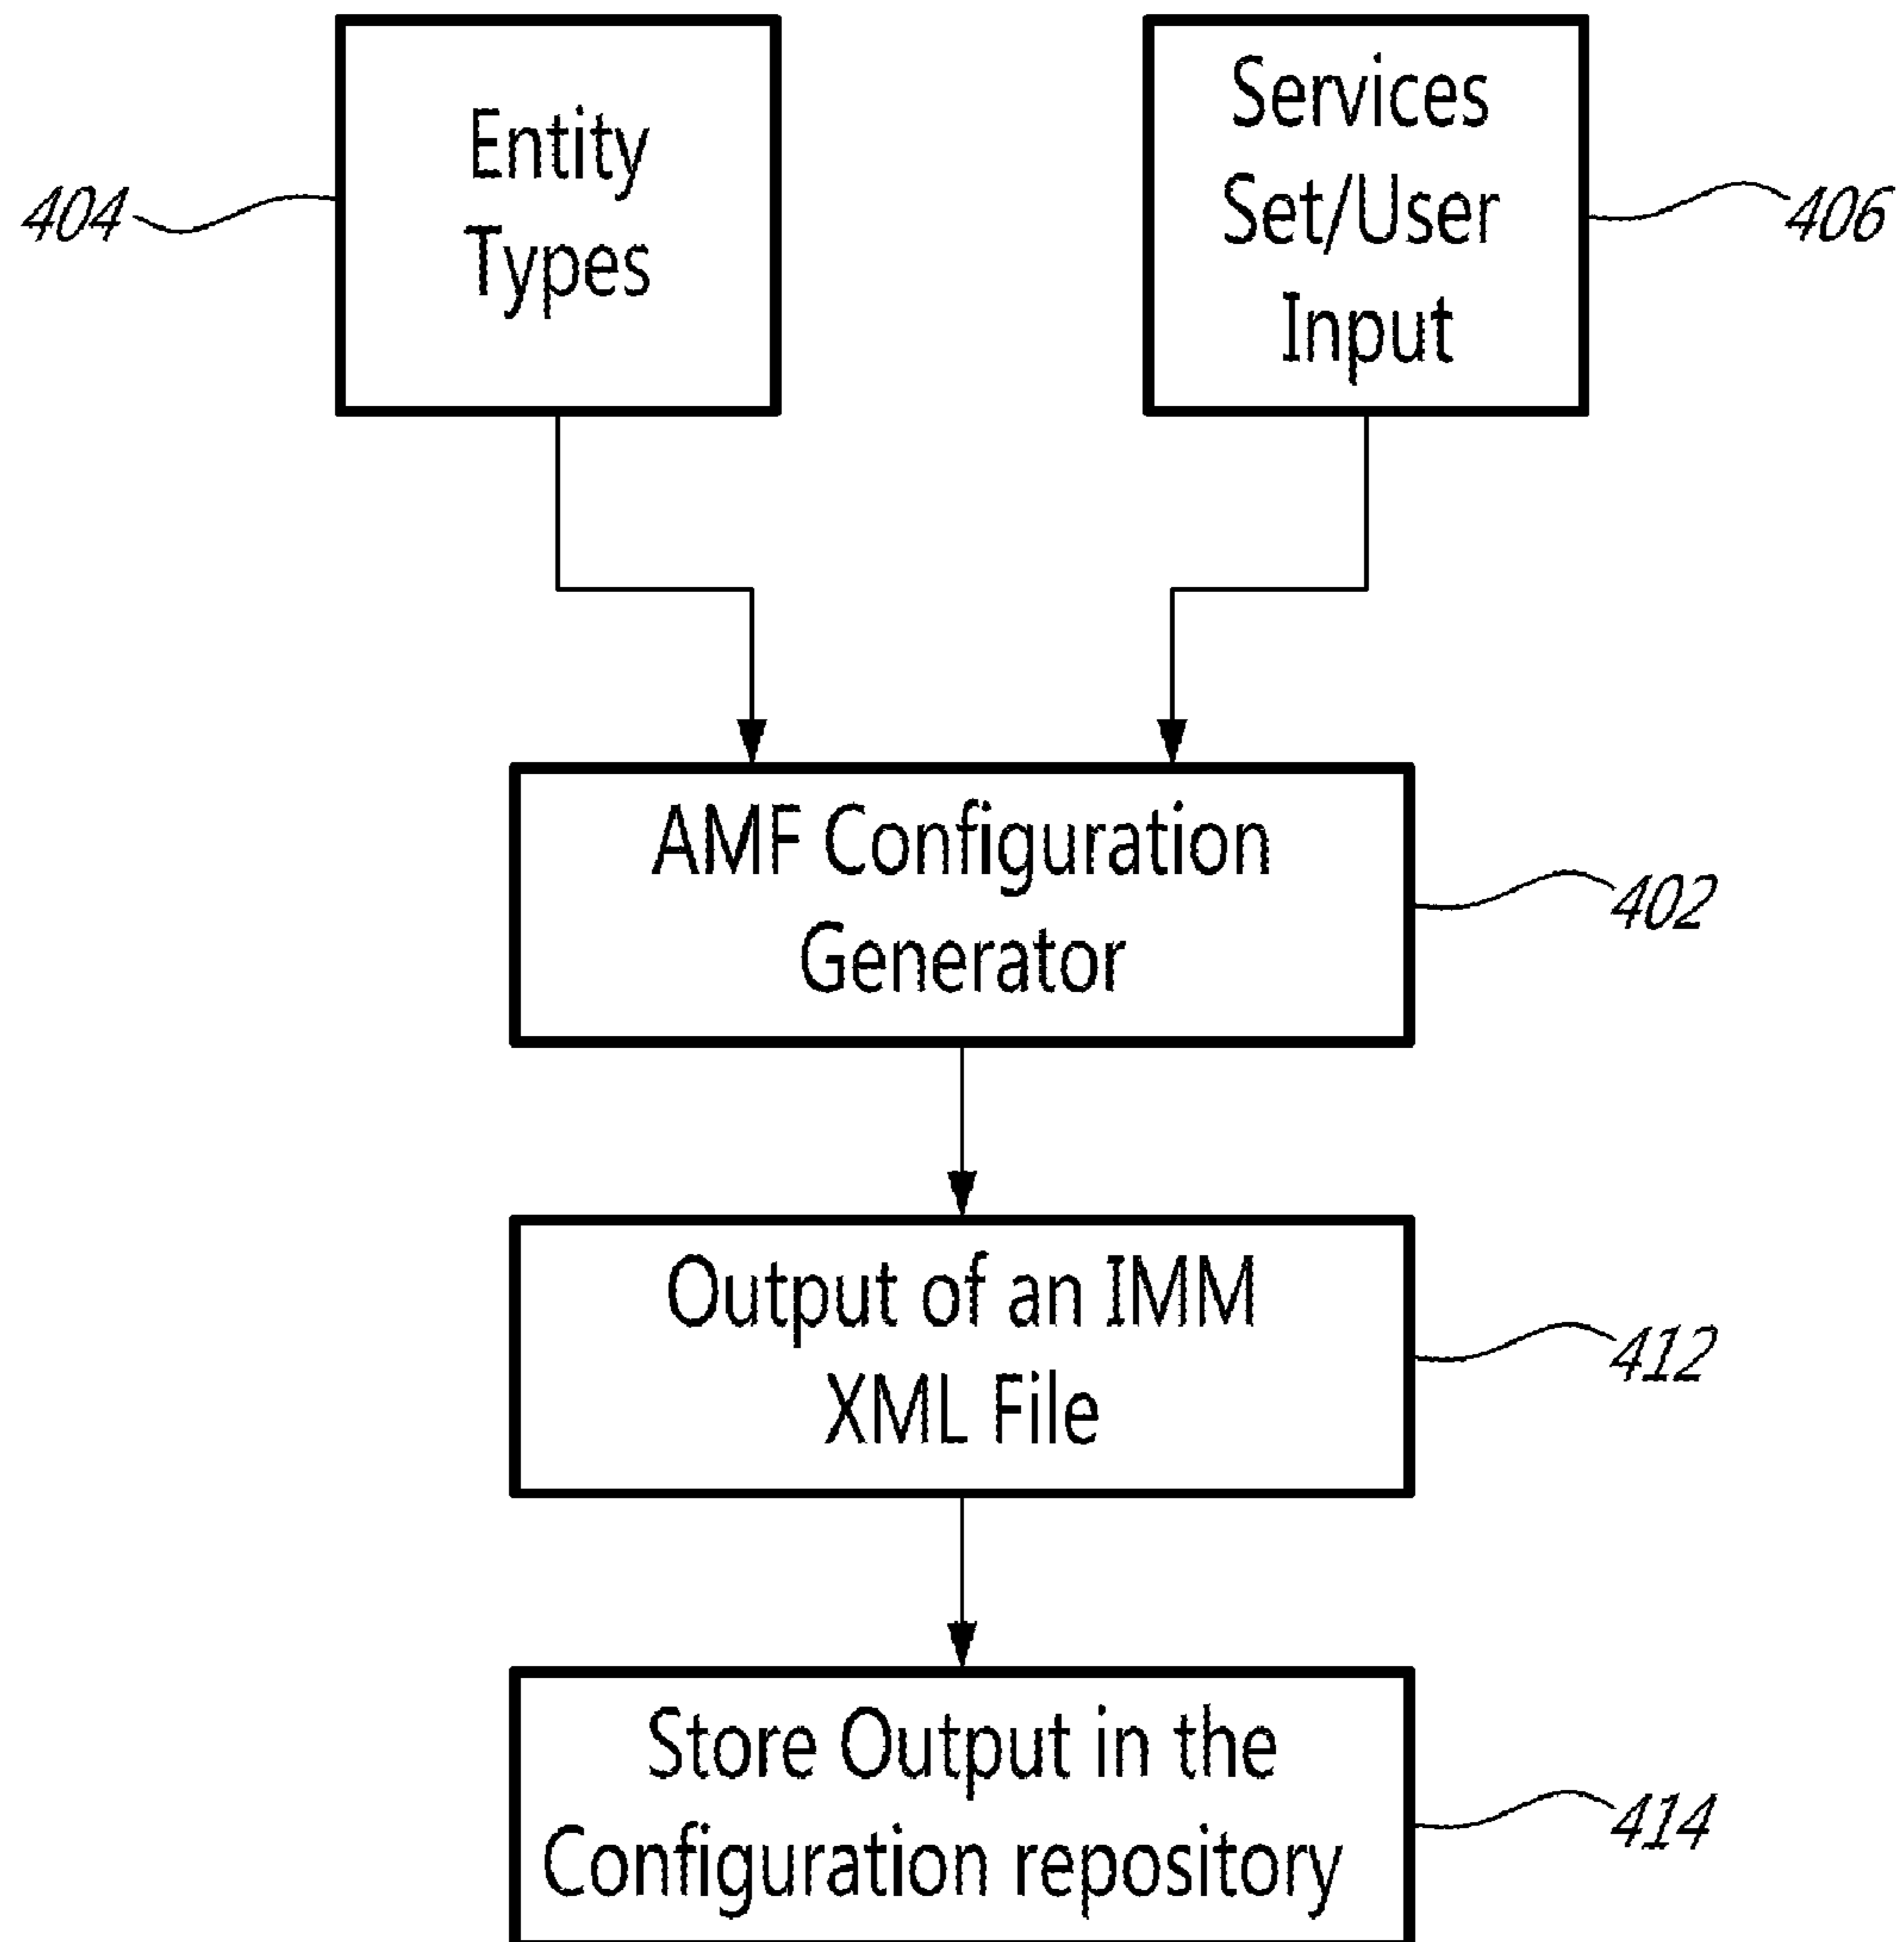 Entity
Types
404
Services
Set/User
Input
406
AMF Configuration
Generator
402
Output of an IMM
XML File
412
Store Output in the
Configuration repository
414